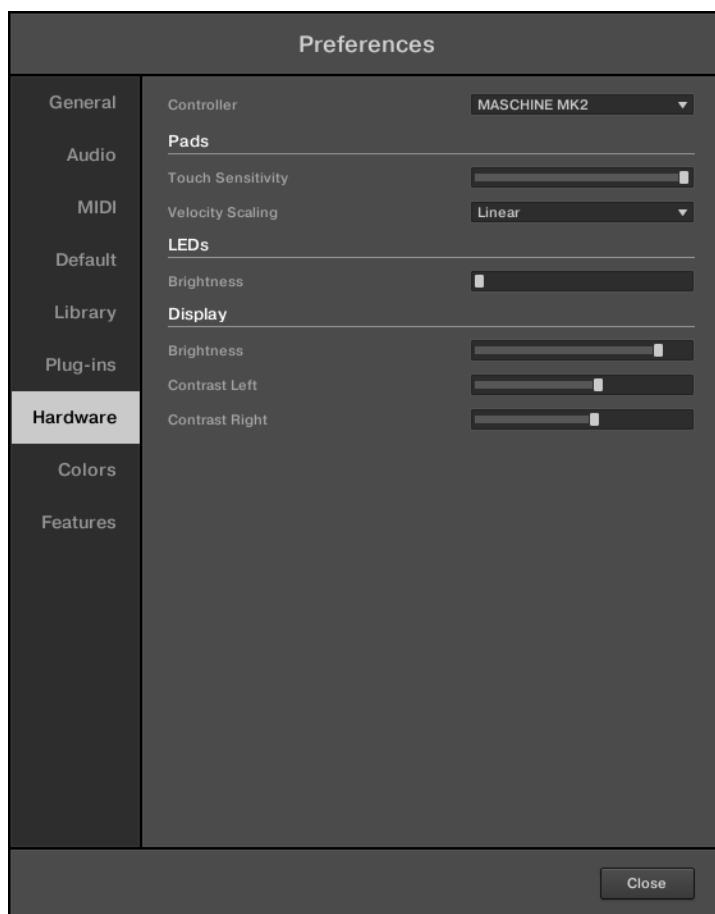 Preferences
General
Audio
MIDI
Default
Library
Plug-ins
Hardware
Colors
Features
Controller MASCHINE MK2
Pads
Touch Sensitivity
Velocity Scaling Linear
LEDs
Brightness
Display
Brightness
Contrast Left
Contrast Right
Close